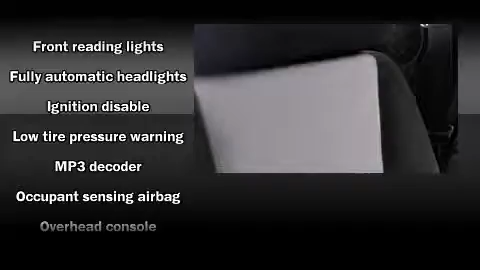 Front reading lights
Fully automatic headlights
Ignition disable
Low tire pressure warning
MP3 decoder
Occupant sensing airbag
Overhead console